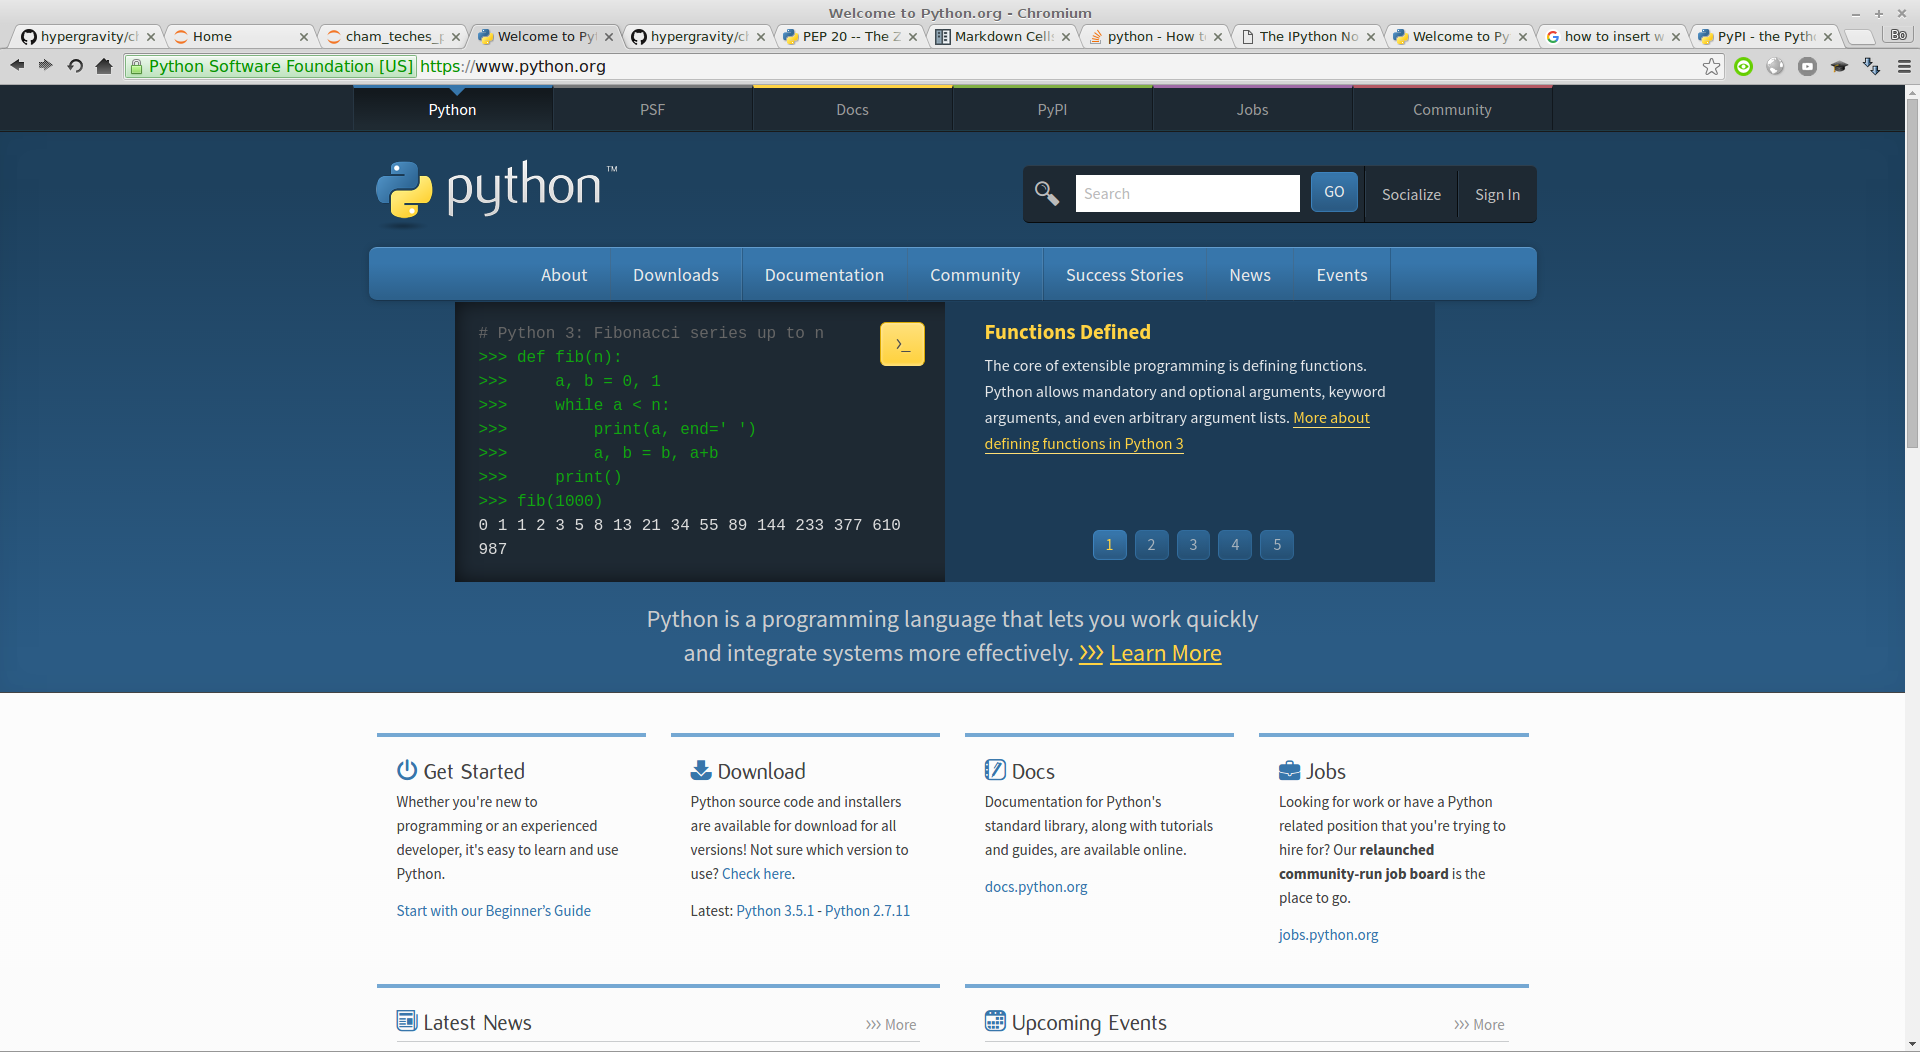 Welcome to Python.org - Chromium
hypergravity/cl
Home
cham_teches_p
Welcome to Py
hypergravity/cl
PEP 20 -- The Z
Markdown Cell
python - How t
The IPython No
Welcome to Py
how to insert w
PyPI - the Pyth
Bo
Python Software Foundation [US] https://www.python.org
Python PSF Docs PyPI Jobs Community
python™
Search GO Socialize Sign In
About Downloads Documentation Community Success Stories News Events
# Python 3: Fibonacci series up to n
>>> def fib(n):
>>>     a, b = 0, 1
>>>     while a < n:
>>>         print(a, end=' ')
>>>         a, b = b, a+b
>>>     print()
>>> fib(1000)
0 1 1 2 3 5 8 13 21 34 55 89 144 233 377 610
987
>_
Functions Defined
The core of extensible programming is defining functions.
Python allows mandatory and optional arguments, keyword
arguments, and even arbitrary argument lists. More about
defining functions in Python 3
1 2 3 4 5
Python is a programming language that lets you work quickly
and integrate systems more effectively. >>> Learn More
Get Started
Whether you're new to
programming or an experienced
developer, it's easy to learn and use
Python.
Start with our Beginner’s Guide
Download
Python source code and installers
are available for download for all
versions! Not sure which version to
use? Check here.
Latest: Python 3.5.1 - Python 2.7.11
Docs
Documentation for Python's
standard library, along with tutorials
and guides, are available online.
docs.python.org
Jobs
Looking for work or have a Python
related position that you're trying to
hire for? Our relaunched
community-run job board is the
place to go.
jobs.python.org
Latest News
>>> More
Upcoming Events
>>> More